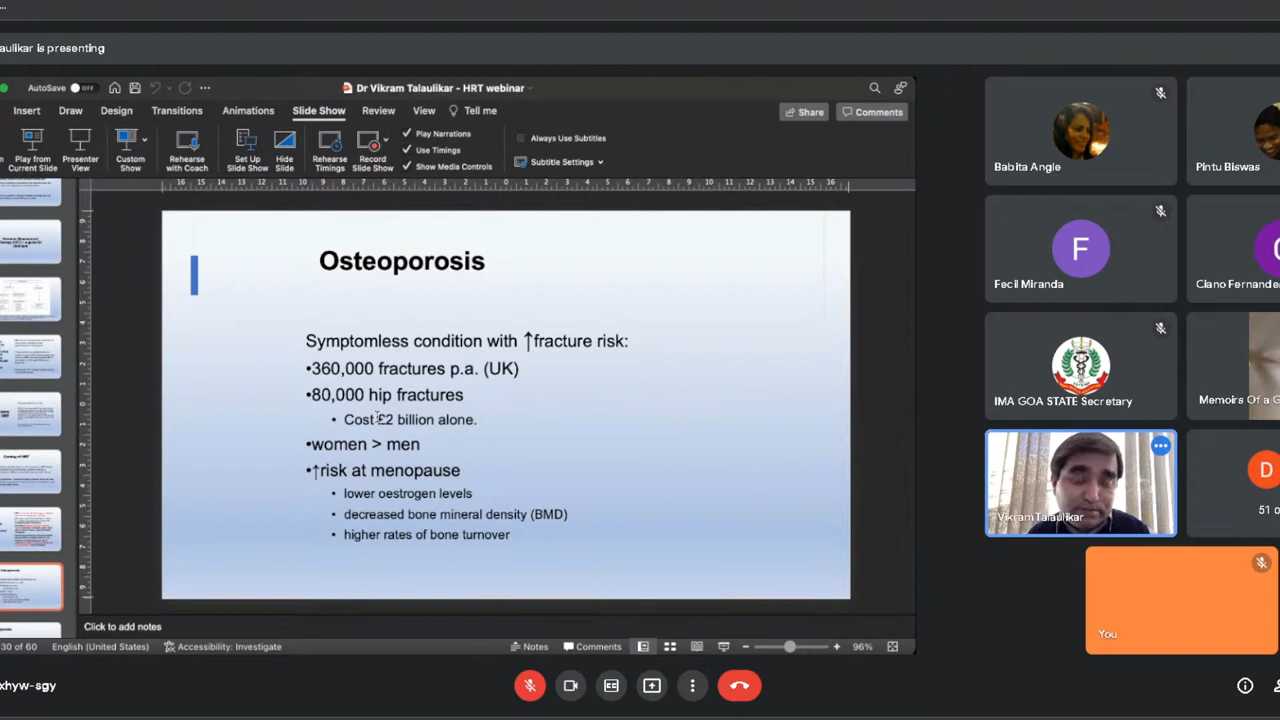 aulikar is presenting
AutoSave OFF
Dr Vikram Talaulikar - HRT webinar
Insert Draw Design Transitions Animations Slide Show Review View Tell me
Share Comments
Play from Current Slide
Presenter View
Custom Show
Rehearse with Coach
Set Up Slide Show
Hide Slide
Rehearse Timings
Record Slide Show
Play Narrations
Use Timings
Show Media Controls
Always Use Subtitles
Subtitle Settings
Osteoporosis
Symptomless condition with ↑fracture risk:
•360,000 fractures p.a. (UK)
•80,000 hip fractures
• Cost £2 billion alone.
•women > men
•↑risk at menopause
• lower oestrogen levels
• decreased bone mineral density (BMD)
• higher rates of bone turnover
Click to add notes
30 of 60 English (United States) Accessibility: Investigate Notes Comments 96%
Babita Angle
Pintu Biswas
F
Fecil Miranda
Ciano Fernande
IMA GOA STATE Secretary
Memoirs Of a G
Vikram Talaulikar
D
51 o
You
xhyw-sgy